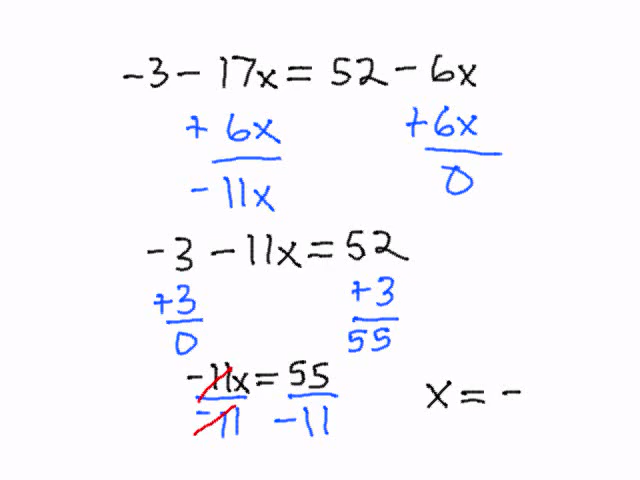 -3 - 17x = 52 - 6x
+ 6x +6x
- 11x 0
-3 - 11x = 52
+3 +3
0 55
-11x = 55
-11 -11
x = -